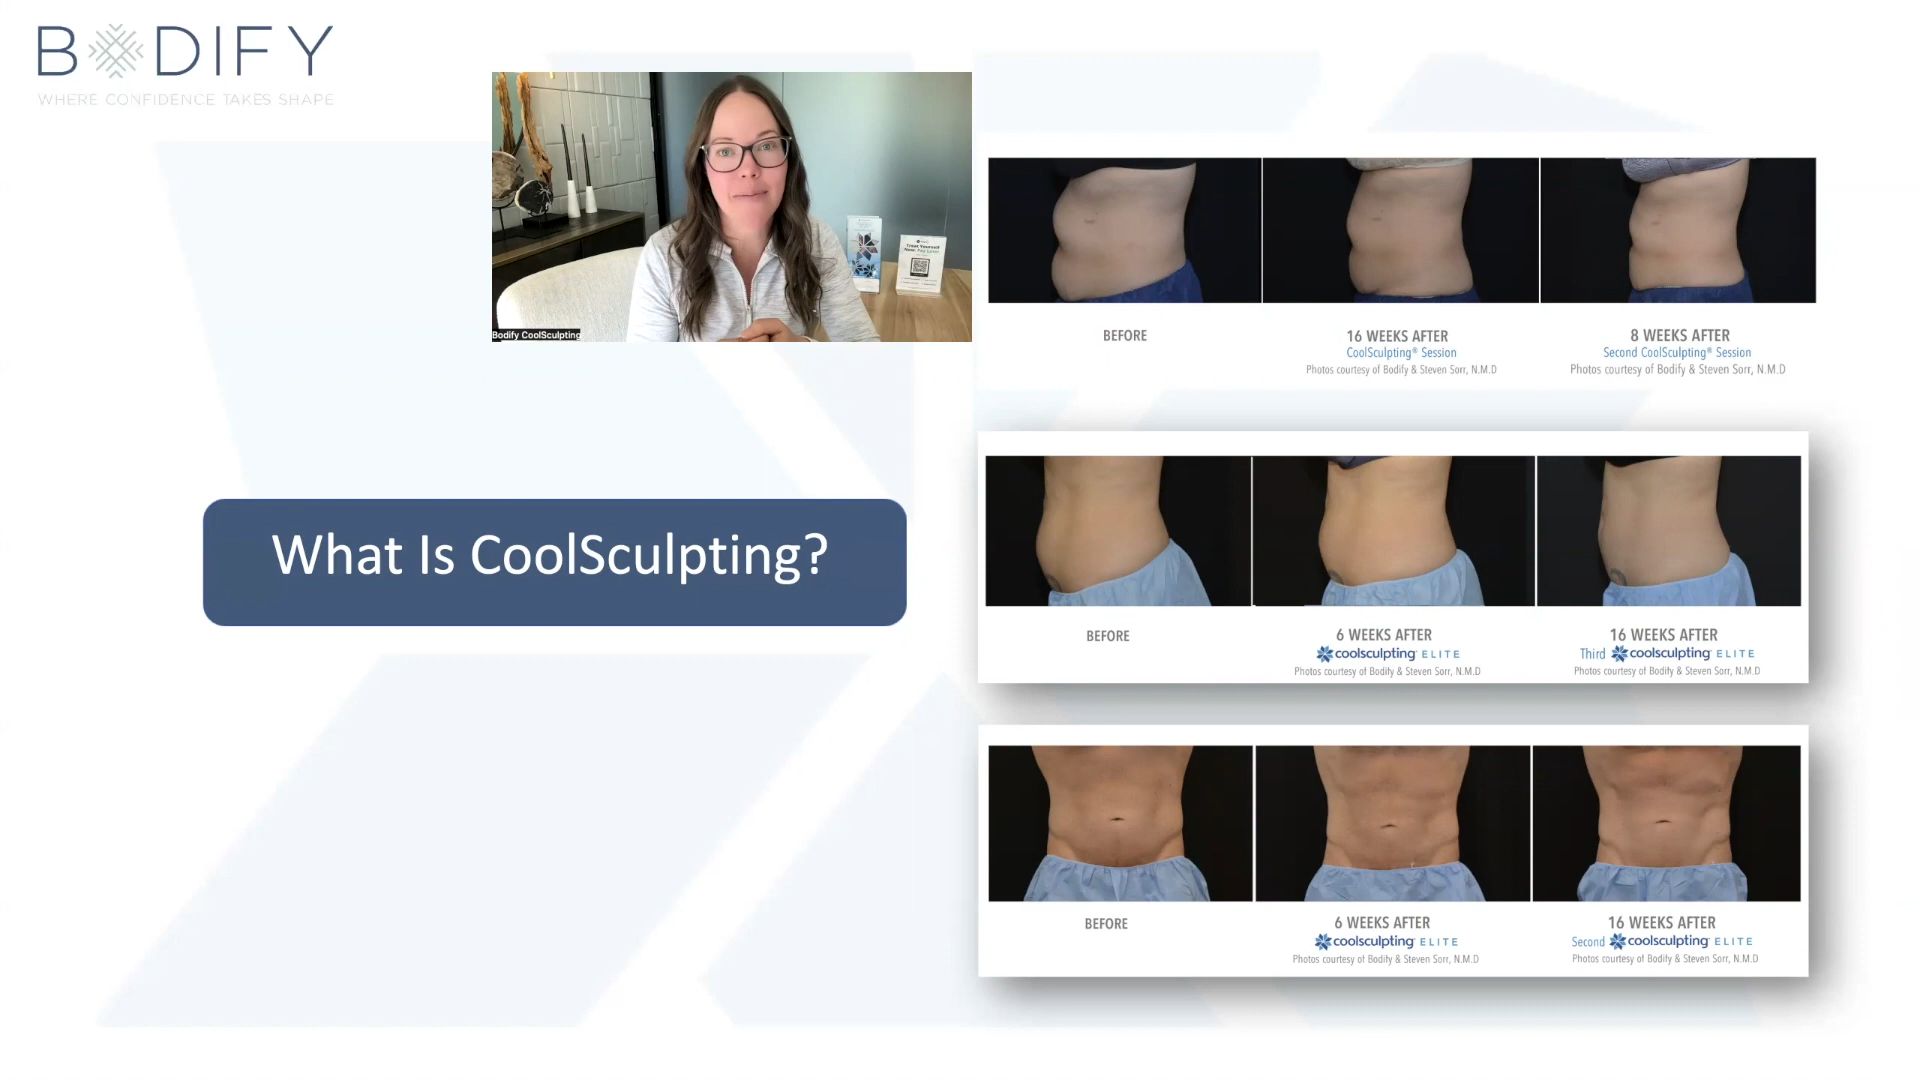 BODIFY
WHERE CONFIDENCE TAKES SHAPE
Treat Yourself
Bodify CoolSculpting
BEFORE
16 WEEKS AFTER
CoolSculpting® Session
Photos courtesy of Bodify & Steven Sorr, N.M.D
8 WEEKS AFTER
Second CoolSculpting® Session
Photos courtesy of Bodify & Steven Sorr, N.M.D
What Is CoolSculpting?
BEFORE
6 WEEKS AFTER
coolsculpting ELITE
Photos courtesy of Bodify & Steven Sorr, N.M.D
16 WEEKS AFTER
Third coolsculpting ELITE
Photos courtesy of Bodify & Steven Sorr, N.M.D
BEFORE
6 WEEKS AFTER
coolsculpting ELITE
Photos courtesy of Bodify & Steven Sorr, N.M.D
16 WEEKS AFTER
Second coolsculpting ELITE
Photos courtesy of Bodify & Steven Sorr, N.M.D